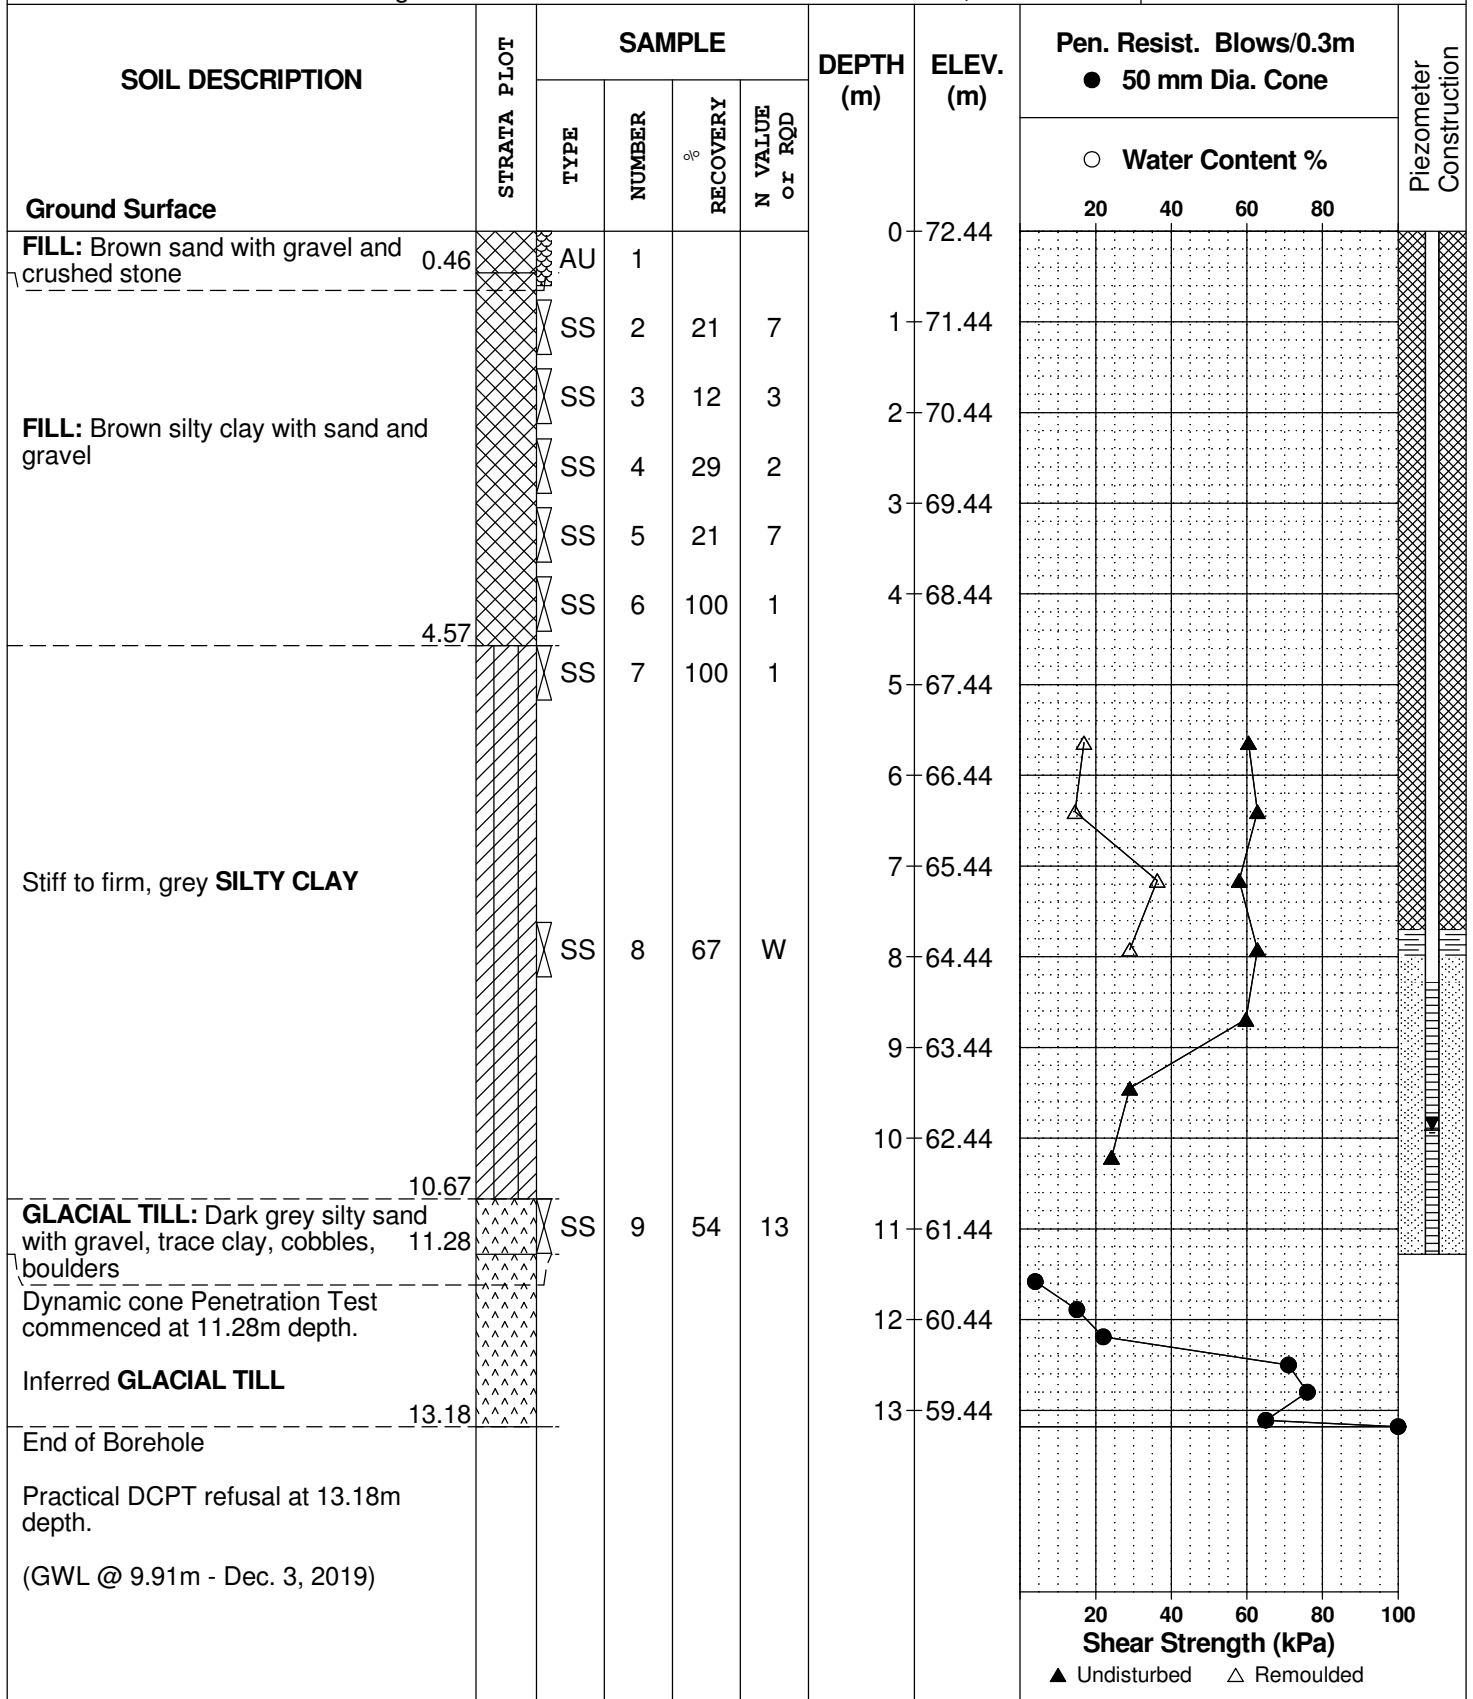 SOIL DESCRIPTION
Ground Surface
STRATA PLOT
SAMPLE
TYPE
NUMBER
% RECOVERY
N VALUE or RQD
DEPTH (m)
ELEV. (m)
Pen. Resist. Blows/0.3m
● 50 mm Dia. Cone
○ Water Content %
20 40 60 80
Piezometer Construction
FILL: Brown sand with gravel and
crushed stone
0.46
AU 1
0 72.44
SS 2 21 7
1 71.44
SS 3 12 3
2 70.44
FILL: Brown silty clay with sand and
gravel
SS 4 29 2
3 69.44
SS 5 21 7
4 68.44
SS 6 100 1
4.57
SS 7 100 1
5 67.44
6 66.44
7 65.44
Stiff to firm, grey SILTY CLAY
SS 8 67 W
8 64.44
9 63.44
10 62.44
10.67
GLACIAL TILL: Dark grey silty sand
with gravel, trace clay, cobbles,
boulders
11.28
SS 9 54 13
11 61.44
Dynamic cone Penetration Test
commenced at 11.28m depth.
12 60.44
Inferred GLACIAL TILL
13.18
13 59.44
End of Borehole
Practical DCPT refusal at 13.18m
depth.
(GWL @ 9.91m - Dec. 3, 2019)
20 40 60 80 100
Shear Strength (kPa)
▲ Undisturbed △ Remoulded